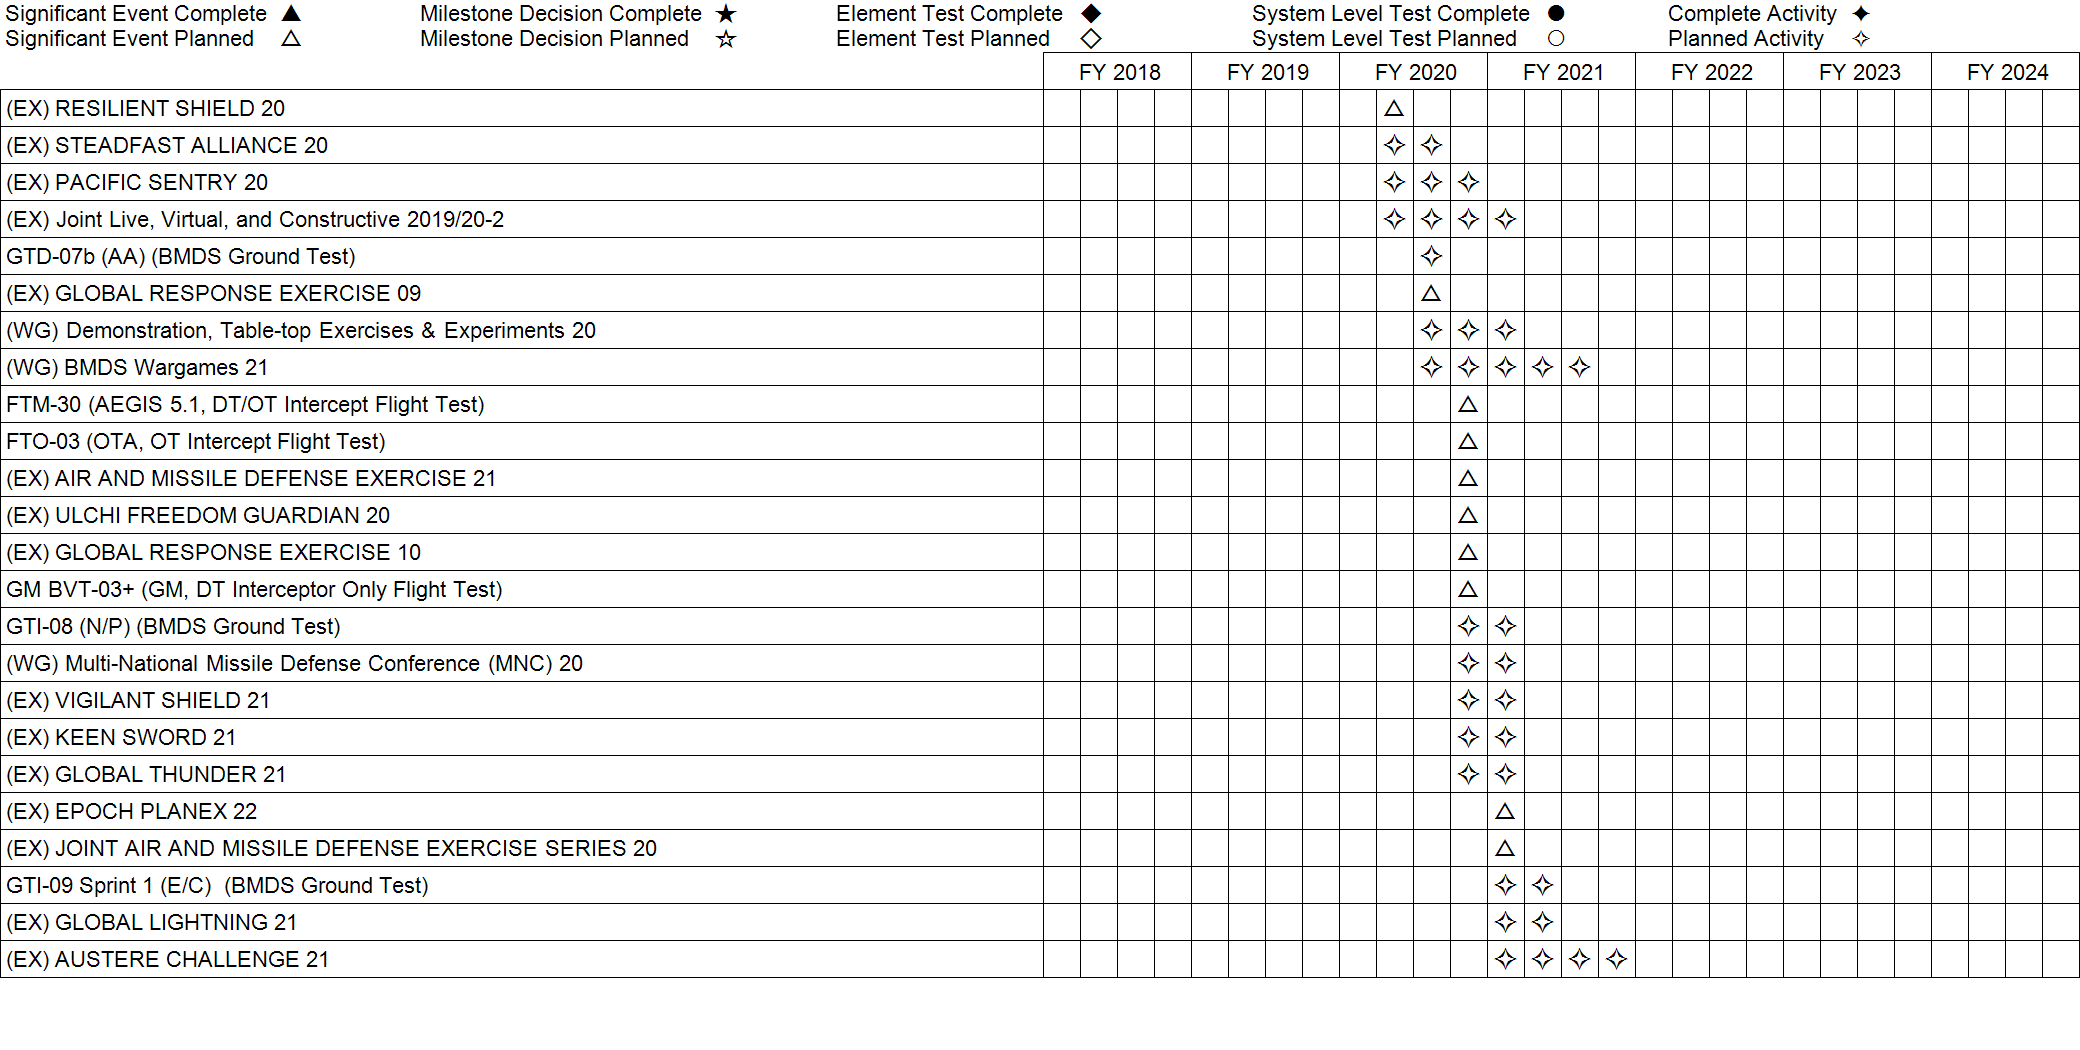 Significant Event Complete ▲ Milestone Decision Complete ★ Element Test Complete ◆ System Level Test Complete ● Complete Activity ✦
Significant Event Planned △ Milestone Decision Planned ☆ Element Test Planned ◇ System Level Test Planned ○ Planned Activity ✧
FY 2018 FY 2019 FY 2020 FY 2021 FY 2022 FY 2023 FY 2024
(EX) RESILIENT SHIELD 20 △
(EX) STEADFAST ALLIANCE 20 ✧ ✧
(EX) PACIFIC SENTRY 20 ✧ ✧ ✧
(EX) Joint Live, Virtual, and Constructive 2019/20-2 ✧ ✧ ✧ ✧
GTD-07b (AA) (BMDS Ground Test) ✧
(EX) GLOBAL RESPONSE EXERCISE 09 △
(WG) Demonstration, Table-top Exercises & Experiments 20 ✧ ✧ ✧
(WG) BMDS Wargames 21 ✧ ✧ ✧ ✧ ✧
FTM-30 (AEGIS 5.1, DT/OT Intercept Flight Test) △
FTO-03 (OTA, OT Intercept Flight Test) △
(EX) AIR AND MISSILE DEFENSE EXERCISE 21 △
(EX) ULCHI FREEDOM GUARDIAN 20 △
(EX) GLOBAL RESPONSE EXERCISE 10 △
GM BVT-03+ (GM, DT Interceptor Only Flight Test) △
GTI-08 (N/P) (BMDS Ground Test) ✧ ✧
(WG) Multi-National Missile Defense Conference (MNC) 20 ✧ ✧
(EX) VIGILANT SHIELD 21 ✧ ✧
(EX) KEEN SWORD 21 ✧ ✧
(EX) GLOBAL THUNDER 21 ✧ ✧
(EX) EPOCH PLANEX 22 △
(EX) JOINT AIR AND MISSILE DEFENSE EXERCISE SERIES 20 △
GTI-09 Sprint 1 (E/C) (BMDS Ground Test) ✧ ✧
(EX) GLOBAL LIGHTNING 21 ✧ ✧
(EX) AUSTERE CHALLENGE 21 ✧ ✧ ✧ ✧